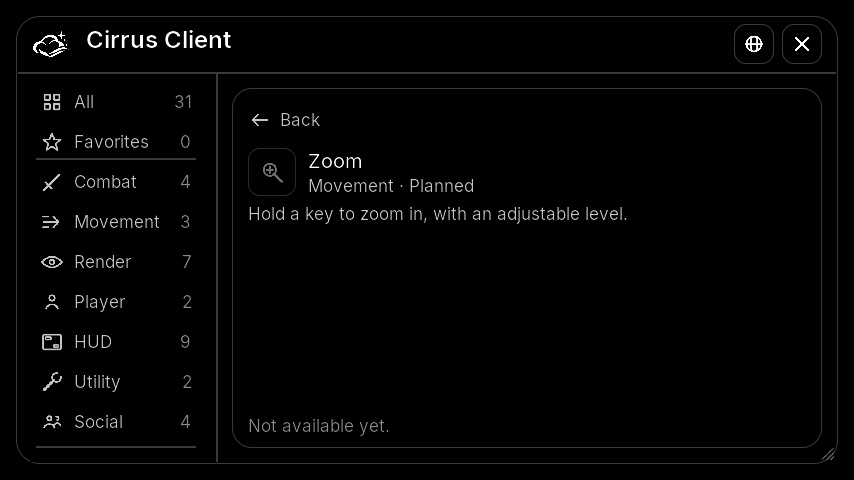 Cirrus Client
All 31
Favorites 0
Combat 4
Movement 3
Render 7
Player 2
HUD 9
Utility 2
Social 4
Back
Zoom
Movement · Planned
Hold a key to zoom in, with an adjustable level.
Not available yet.